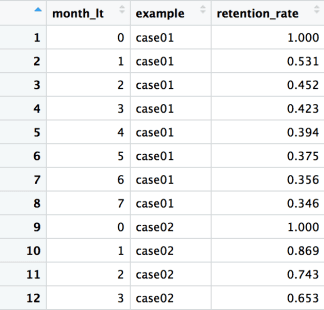 month_lt example retention_rate
1 0 case01 1.000
2 1 case01 0.531
3 2 case01 0.452
4 3 case01 0.423
5 4 case01 0.394
6 5 case01 0.375
7 6 case01 0.356
8 7 case01 0.346
9 0 case02 1.000
10 1 case02 0.869
11 2 case02 0.743
12 3 case02 0.653